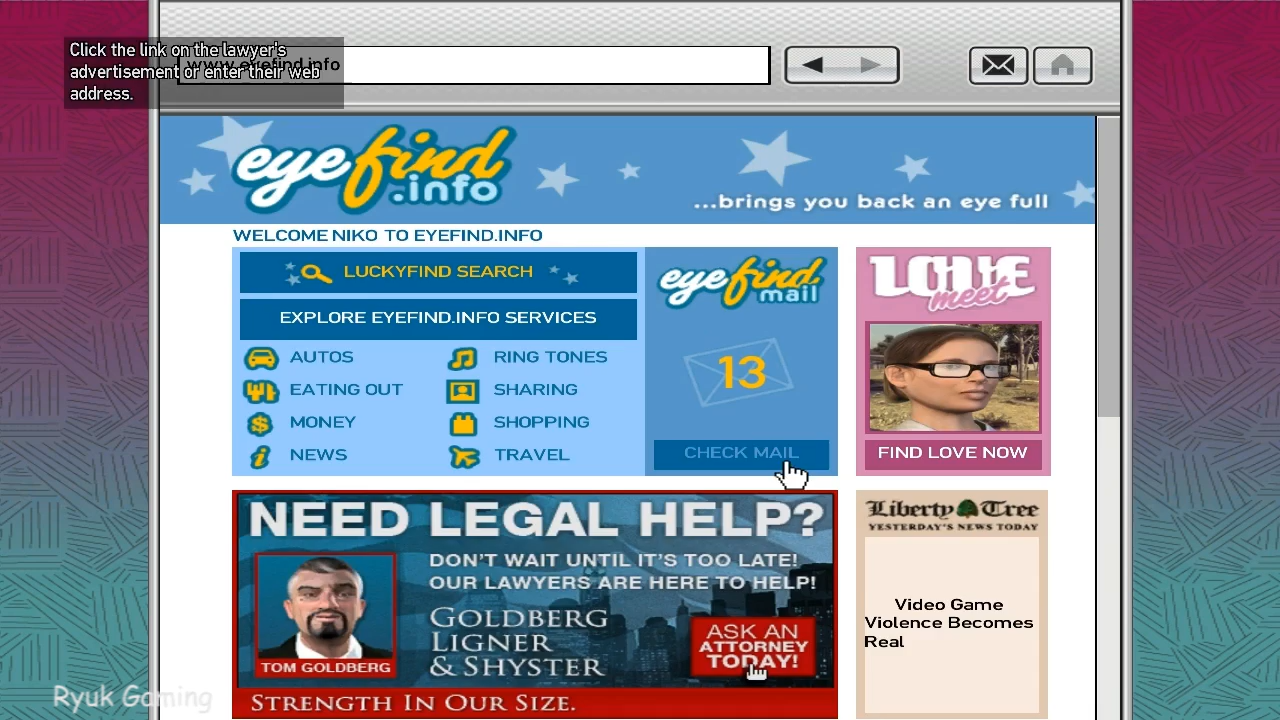 Click the link on the lawyer's
advertisement or enter their web
address.
www.eyefind.info
eyefind
.info
...brings you back an eye full
WELCOME NIKO TO EYEFIND.INFO
LUCKYFIND SEARCH
EXPLORE EYEFIND.INFO SERVICES
AUTOS
RING TONES
EATING OUT
SHARING
MONEY
SHOPPING
NEWS
TRAVEL
eyefind
mail
13
CHECK MAIL
LOVE
meet
FIND LOVE NOW
NEED LEGAL HELP?
DON'T WAIT UNTIL IT'S TOO LATE!
OUR LAWYERS ARE HERE TO HELP!
GOLDBERG
LIGNER
& SHYSTER
TOM GOLDBERG
ASK AN
ATTORNEY
TODAY!
STRENGTH IN OUR SIZE.
Liberty Tree
YESTERDAY'S NEWS TODAY
Video Game
Violence Becomes
Real
Ryuk Gaming